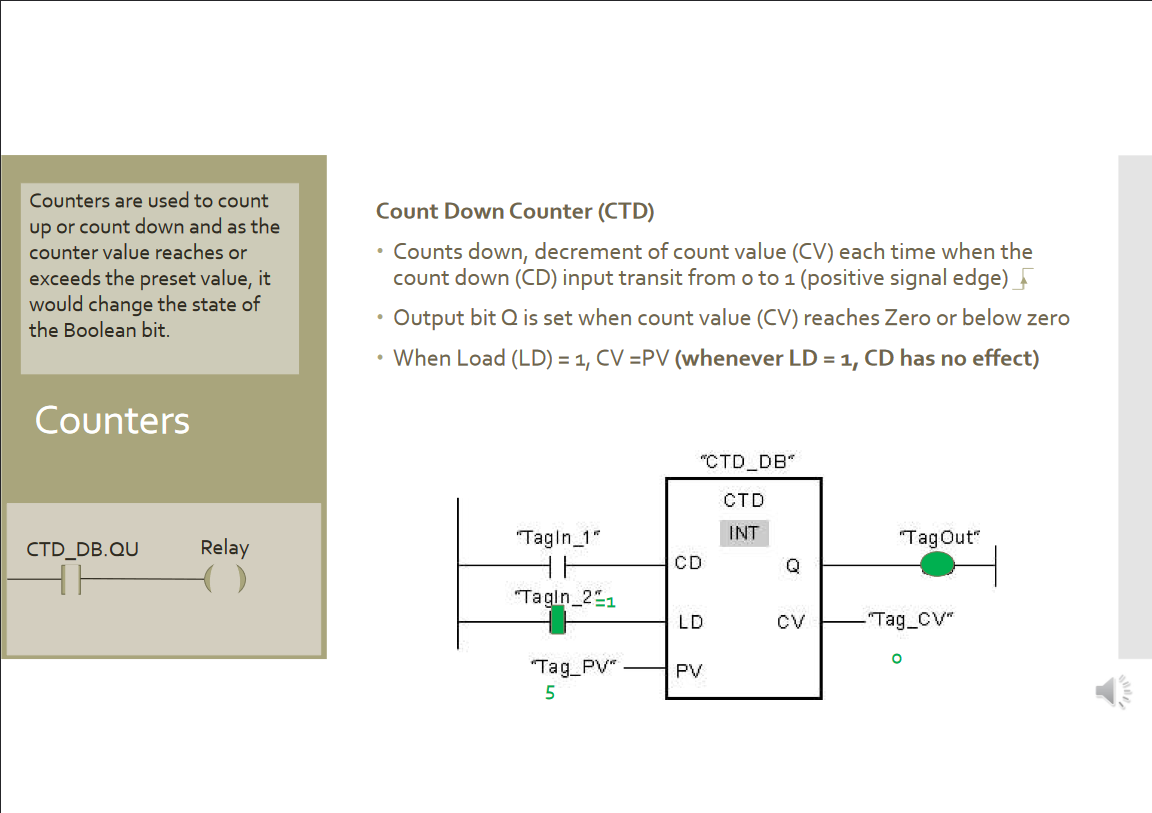 Counters are used to count
up or count down and as the
counter value reaches or
exceeds the preset value, it
would change the state of
the Boolean bit.
Counters
CTD_DB.QU Relay
Count Down Counter (CTD)
• Counts down, decrement of count value (CV) each time when the
count down (CD) input transit from 0 to 1 (positive signal edge)
• Output bit Q is set when count value (CV) reaches Zero or below zero
• When Load (LD) = 1, CV =PV (whenever LD = 1, CD has no effect)
"CTD_DB"
CTD
INT
"TagIn_1" "TagOut"
CD Q
"TagIn_2" =1
LD CV "Tag_CV"
0
"Tag_PV" PV
5